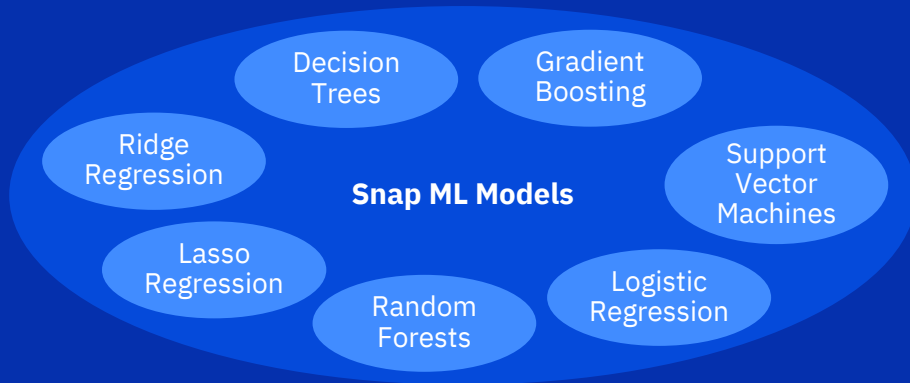 Decision
Trees
Gradient
Boosting
Ridge
Regression
Support
Vector
Machines
Snap ML Models
Lasso
Regression
Logistic
Regression
Random
Forests